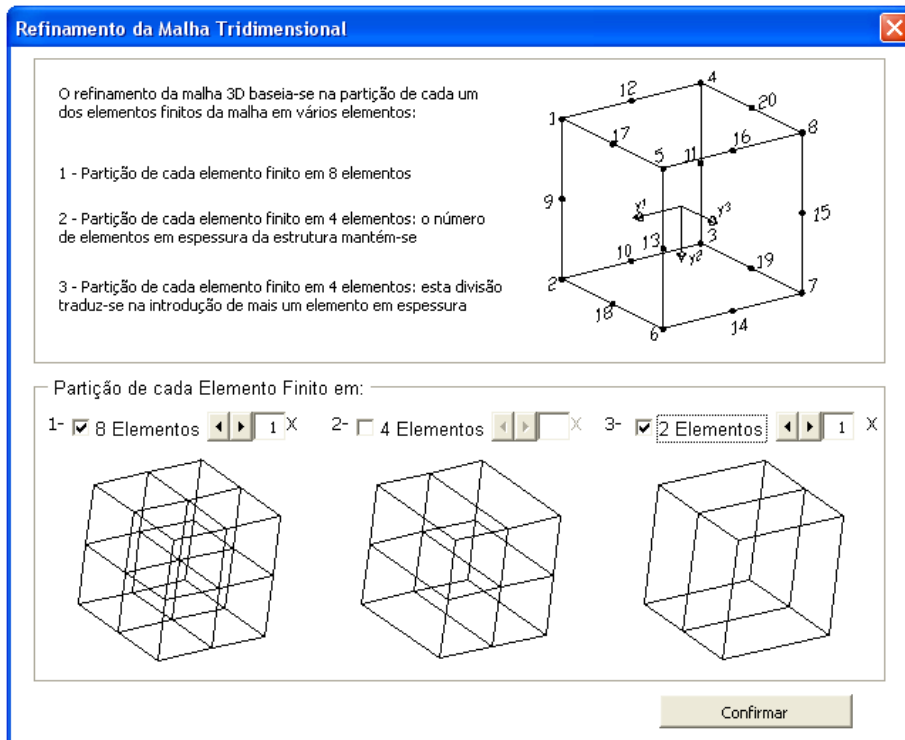 Refinamento da Malha Tridimensional
O refinamento da malha 3D baseia-se na partição de cada um
dos elementos finitos da malha em vários elementos:
1 - Partição de cada elemento finito em 8 elementos
2 - Partição de cada elemento finito em 4 elementos: o número
de elementos em espessura da estrutura mantém-se
3 - Partição de cada elemento finito em 4 elementos: esta divisão
traduz-se na introdução de mais um elemento em espessura
4
12
20
1
17
16
8
5
11
9
y1
y3
15
13
3
y2
10
19
2
7
18
14
6
Partição de cada Elemento Finito em:
1- 8 Elementos 1 X
2- 4 Elementos X
3- 2 Elementos 1 X
Confirmar